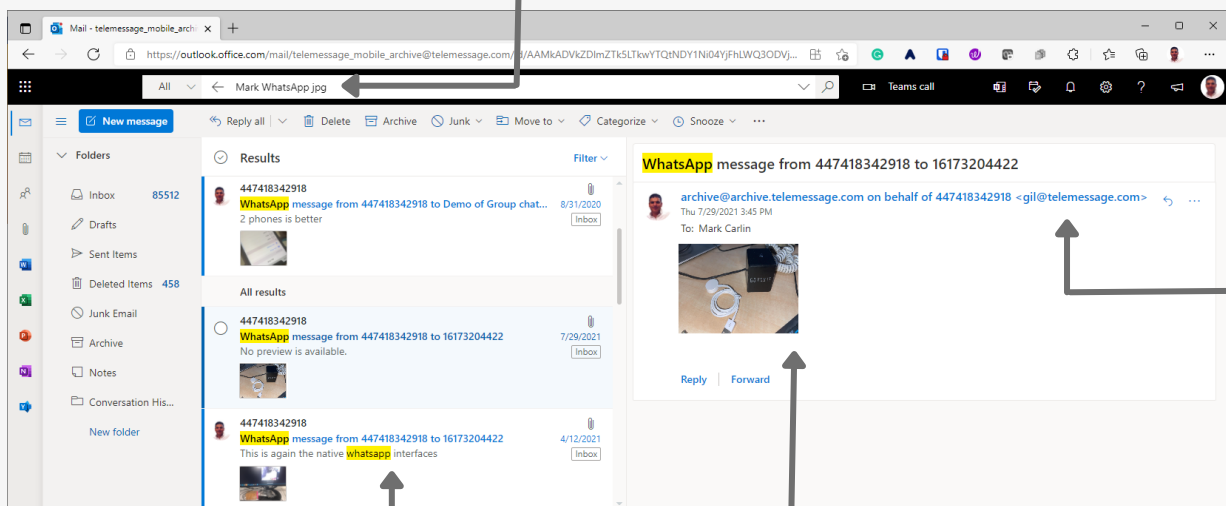 Mail - telemessage_mobile_arch
https://outlook.office.com/mail/telemessage_mobile_archive@telemessage.com/
All
Mark WhatsApp jpg
Teams call
New message
Reply all
Delete
Archive
Junk
Move to
Categorize
Snooze
Folders
Inbox 85512
Drafts
Sent Items
Deleted Items 458
Junk Email
Archive
Notes
Conversation His...
New folder
Results
Filter
447418342918
WhatsApp message from 447418342918 to Demo of Group chat... 8/31/2020
2 phones is better Inbox
All results
447418342918
WhatsApp message from 447418342918 to 16173204422 7/29/2021
No preview is available. Inbox
447418342918
WhatsApp message from 447418342918 to 16173204422 4/12/2021
This is again the native whatsapp interfaces Inbox
WhatsApp message from 447418342918 to 16173204422
archive@archive.telemessage.com on behalf of 447418342918 <gil@telemessage.com>
Thu 7/29/2021 3:45 PM
To: Mark Carlin
Reply
Forward